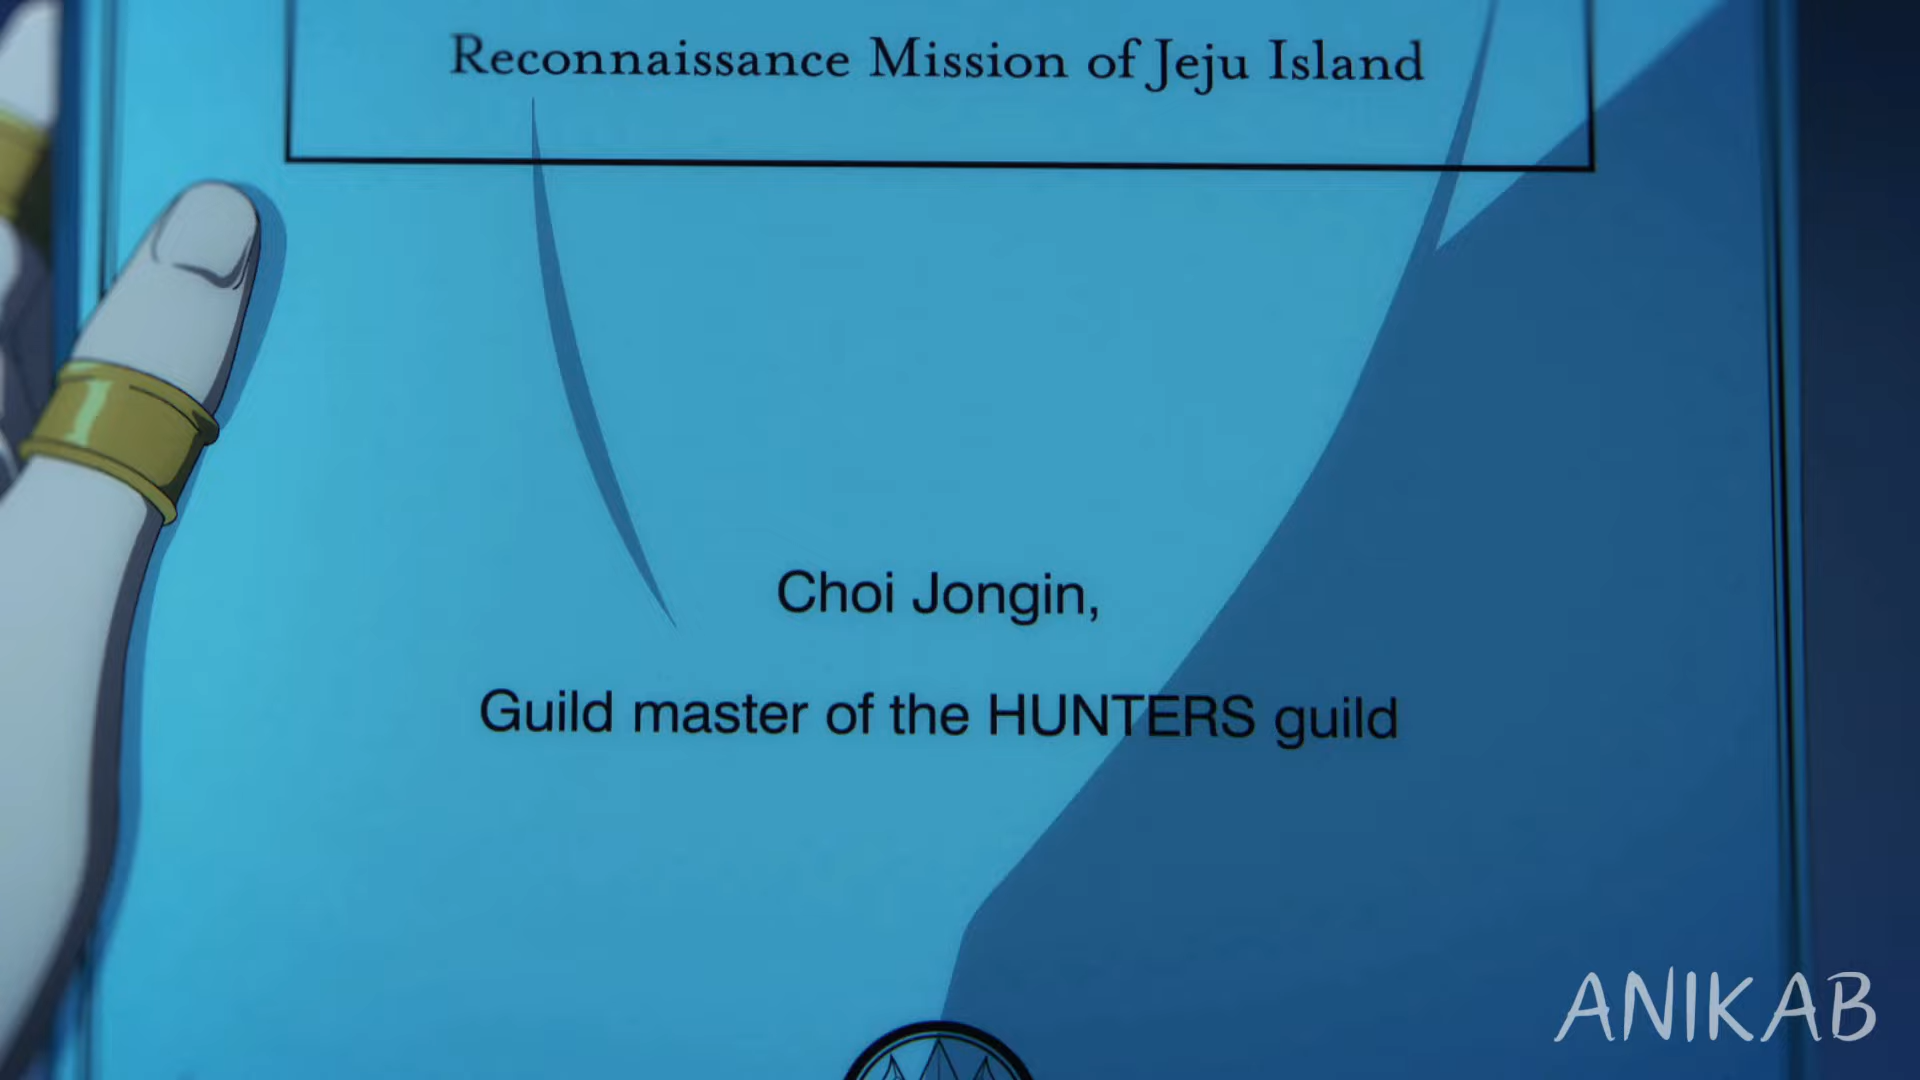 Reconnaissance Mission of Jeju Island
Choi Jongin,
Guild master of the HUNTERS guild
ANIKAB